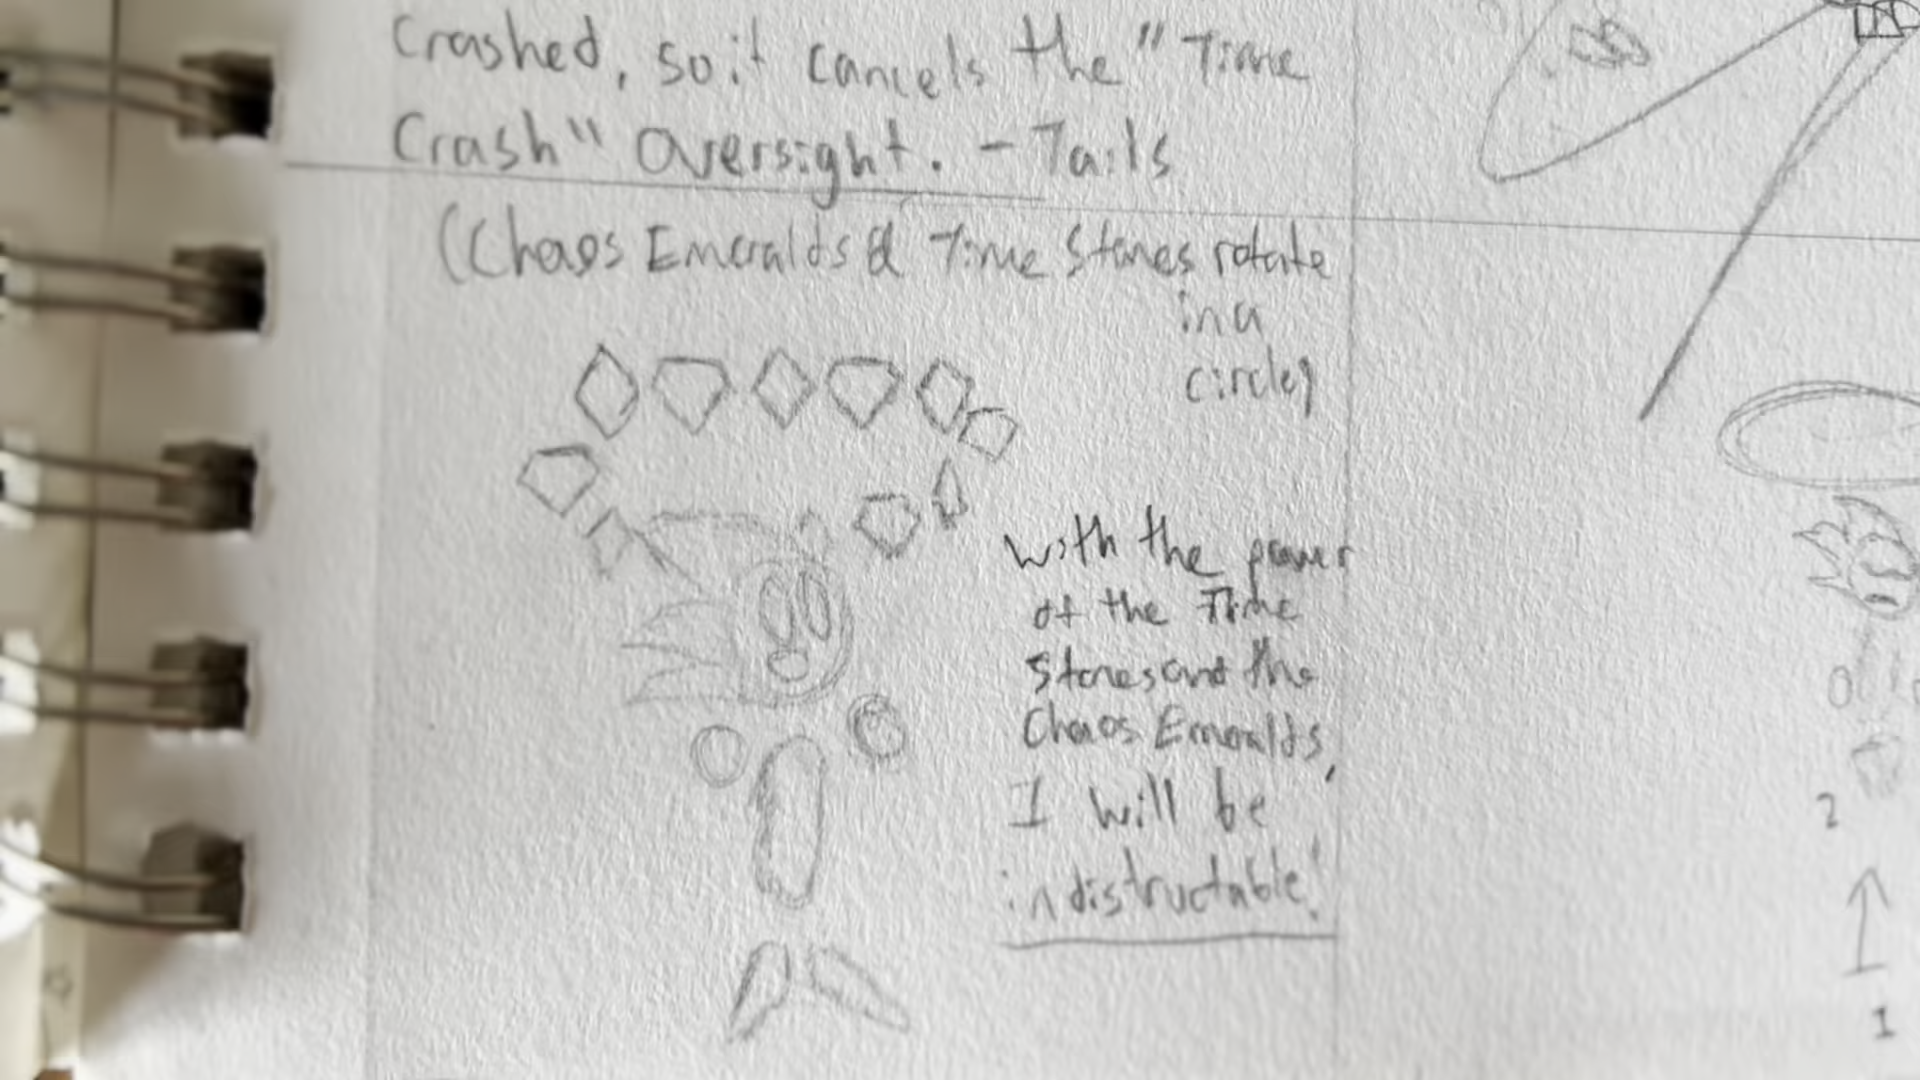 Crashed, so it cancels the "Time
Crash" oversight. - Tails
(Chaos Emeralds & Time Stones rotate
in a
circle)
with the power
of the Time
Stones and the
Chaos Emeralds,
I will be
indistructable!
2
1